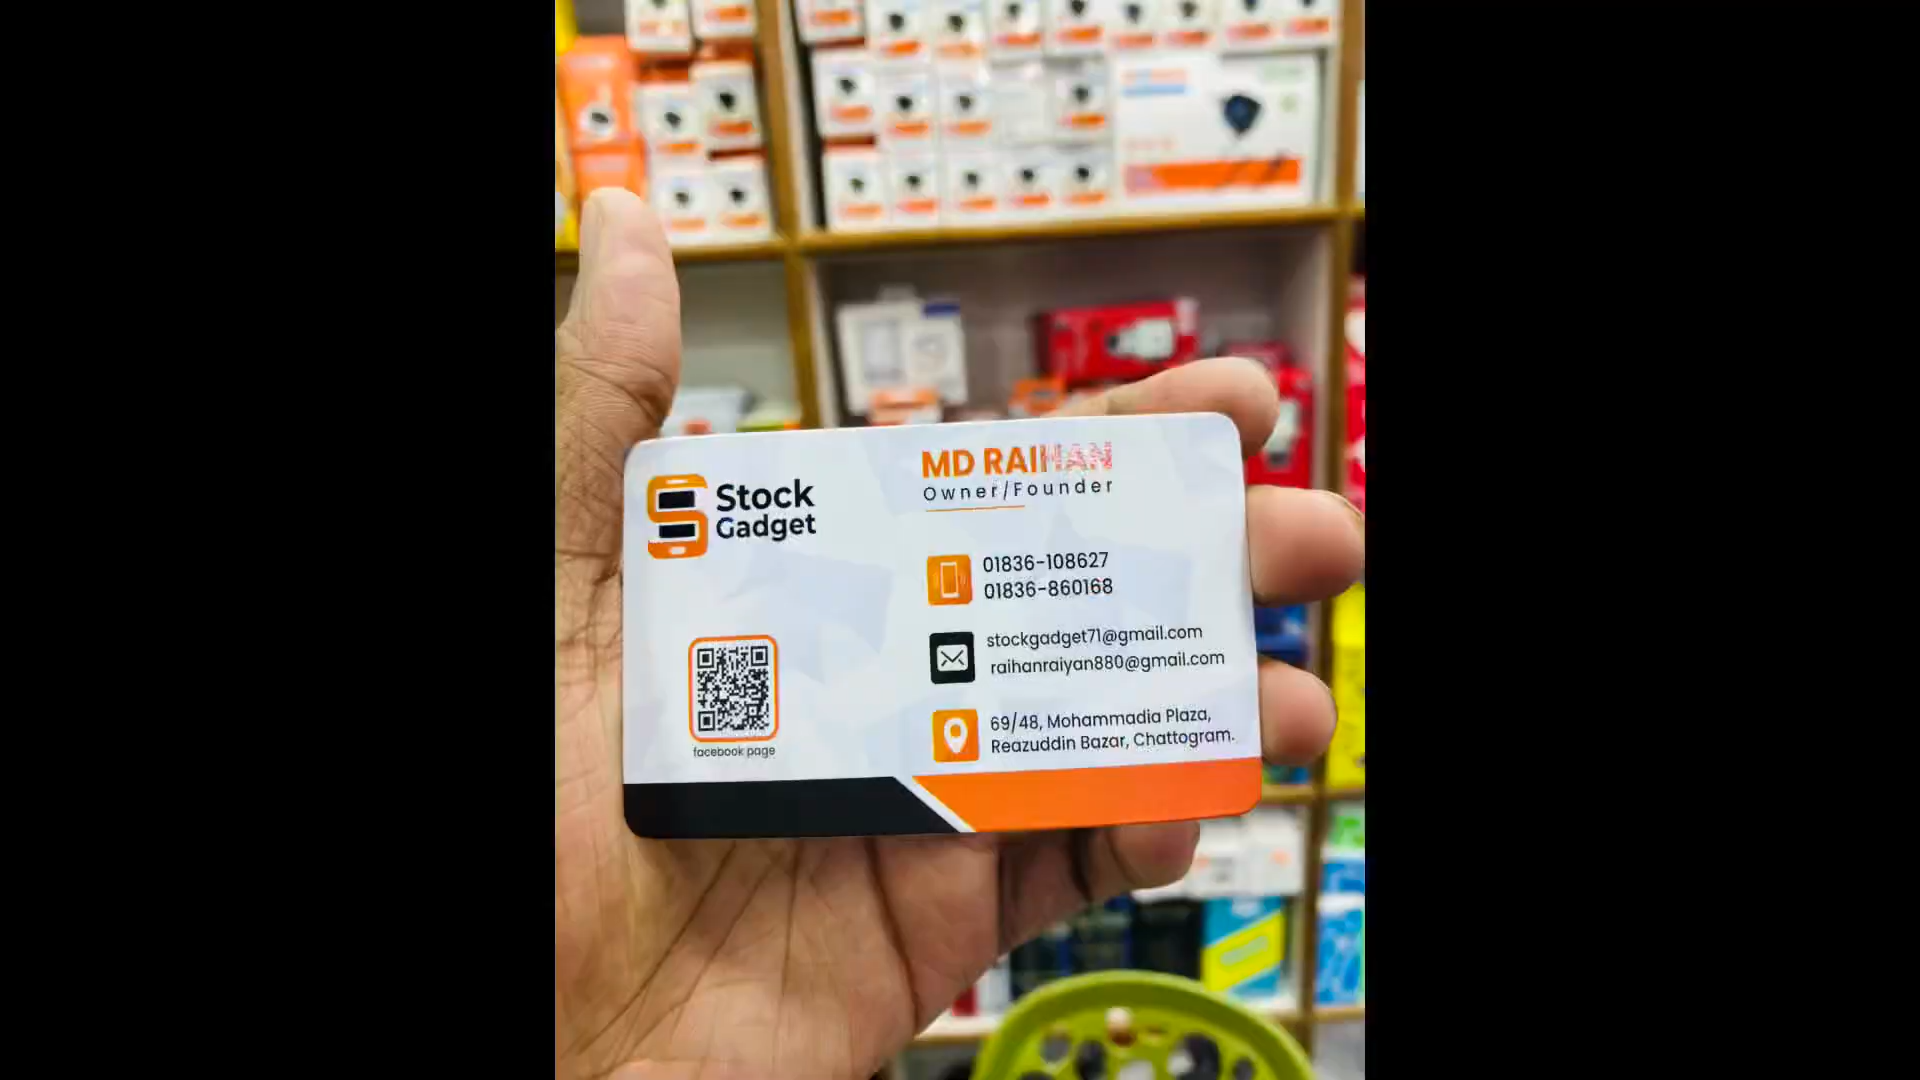 Stock
Gadget
facebook page
MD RAIHAN
Owner/Founder
01836-108627
01836-860168
stockgadget71@gmail.com
raihanraiyan880@gmail.com
69/48, Mohammadia Plaza,
Reazuddin Bazar, Chattogram.